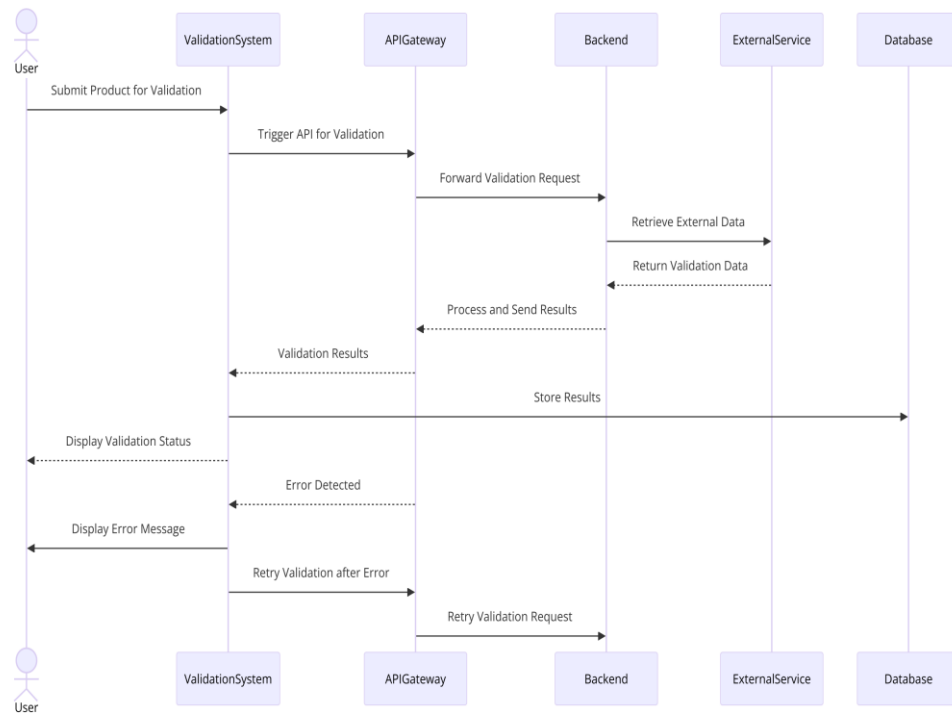 ValidationSystem
APIGateway
Backend
ExternalService
Database
User
Submit Product for Validation
Trigger API for Validation
Forward Validation Request
Retrieve External Data
Return Validation Data
Process and Send Results
Validation Results
Store Results
Display Validation Status
Error Detected
Display Error Message
Retry Validation after Error
Retry Validation Request
ValidationSystem
APIGateway
Backend
ExternalService
Database
User